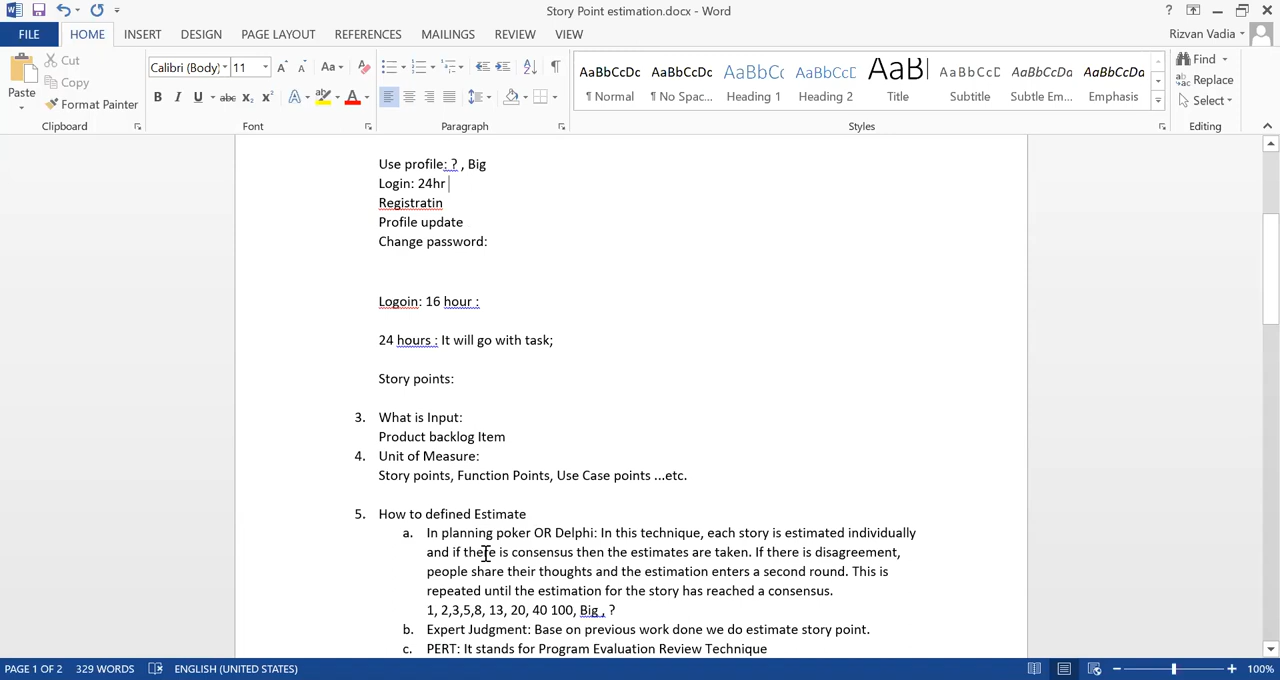 Story Point estimation.docx - Word
FILE HOME INSERT DESIGN PAGE LAYOUT REFERENCES MAILINGS REVIEW VIEW Rizvan Vadia
Cut
Copy
Format Painter
Paste
Clipboard
Calibri (Body) 11
Font
Paragraph
AaBbCcDc AaBbCcDc AaBbCc AaBbCcD AaBl AaBbCcD AaBbCcDa AaBbCcDa
¶ Normal ¶ No Spac... Heading 1 Heading 2 Title Subtitle Subtle Em... Emphasis
Styles
Find
Replace
Select
Editing
Use profile: ? , Big
Login: 24hr
Registratin
Profile update
Change password:
Logoin: 16 hour :
24 hours : It will go with task;
Story points:
3. What is Input:
Product backlog Item
4. Unit of Measure:
Story points, Function Points, Use Case points ...etc.
5. How to defined Estimate
a. In planning poker OR Delphi: In this technique, each story is estimated individually
and if there is consensus then the estimates are taken. If there is disagreement,
people share their thoughts and the estimation enters a second round. This is
repeated until the estimation for the story has reached a consensus.
1, 2,3,5,8, 13, 20, 40 100, Big , ?
b. Expert Judgment: Base on previous work done we do estimate story point.
c. PERT: It stands for Program Evaluation Review Technique
PAGE 1 OF 2 329 WORDS ENGLISH (UNITED STATES) 100%